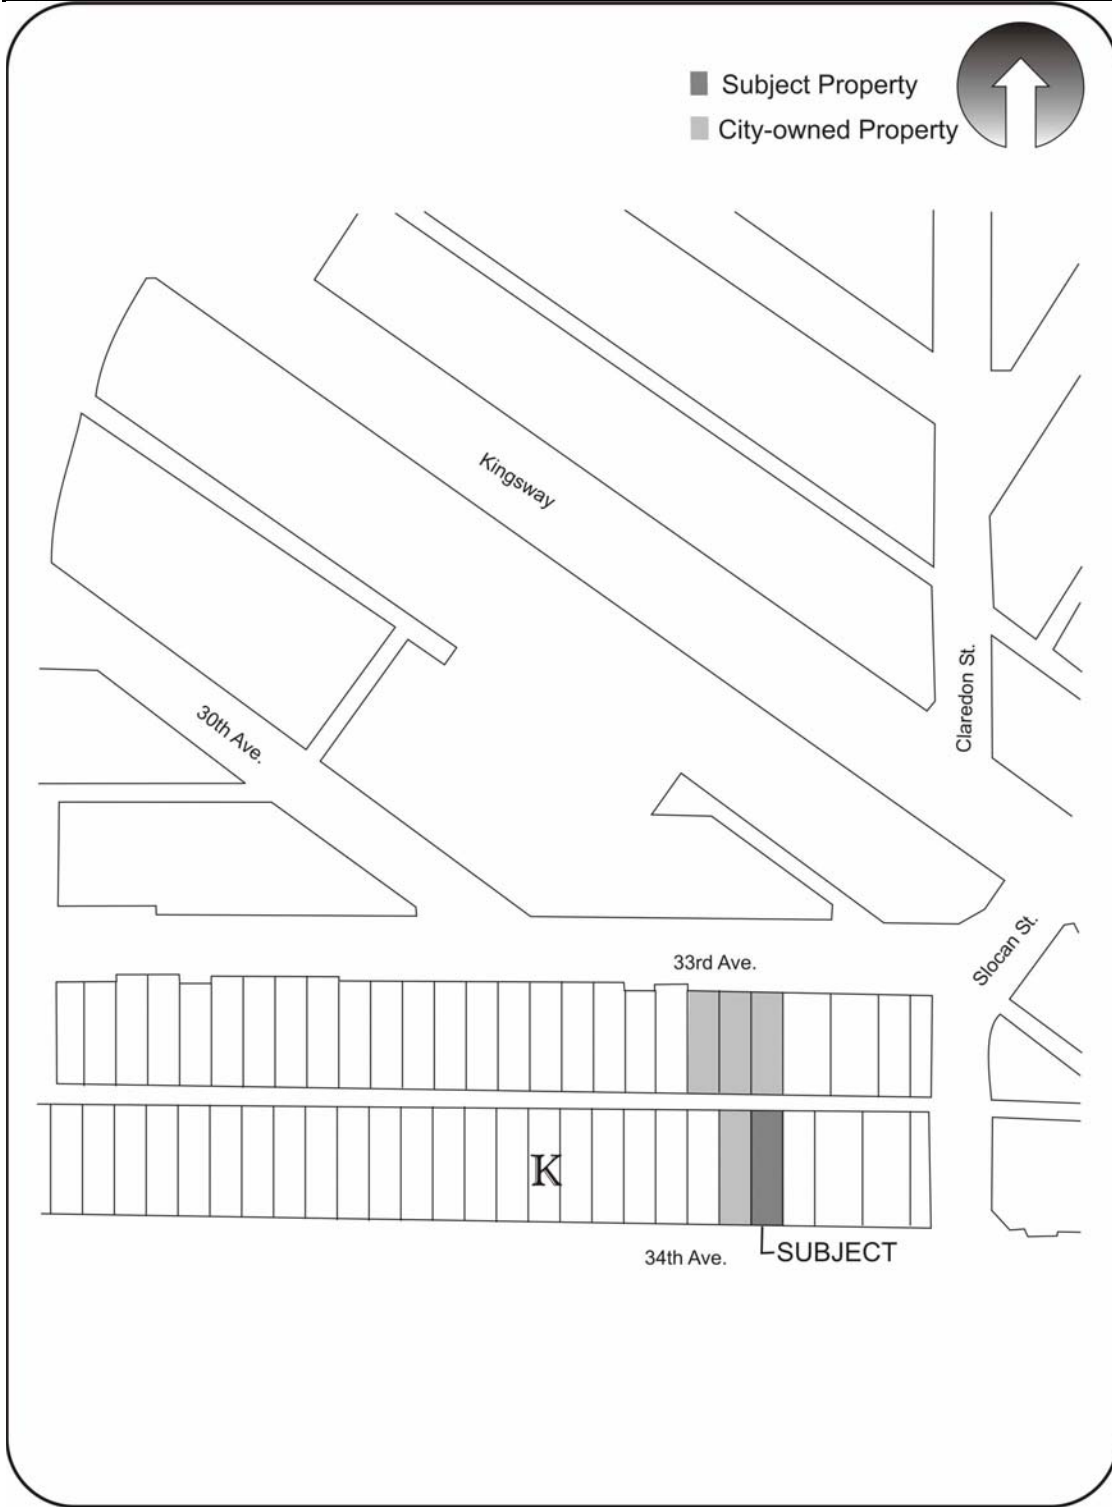 Subject Property
City-owned Property
Kingsway
Claredon St.
30th Ave.
Slocan St.
33rd Ave.
K
34th Ave.
SUBJECT